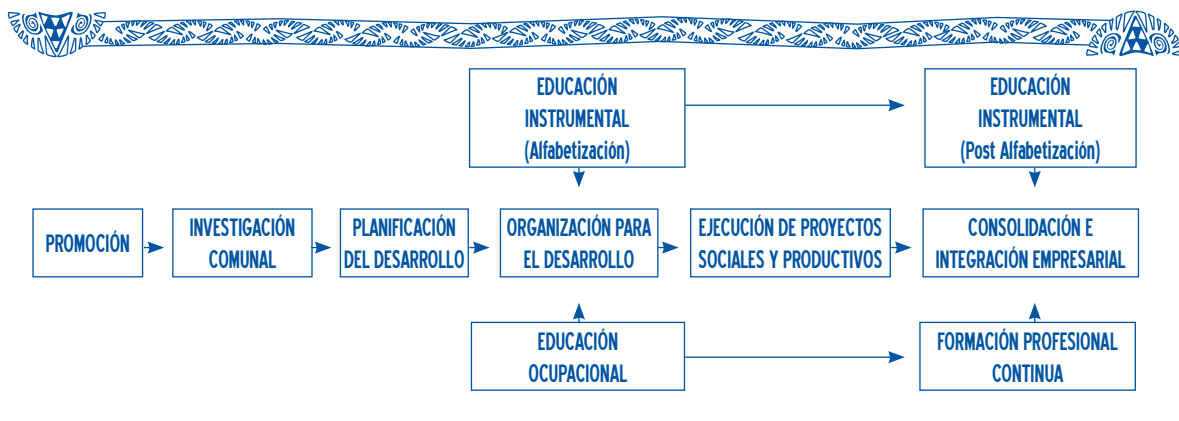 EDUCACIÓN
INSTRUMENTAL
(Alfabetización)
EDUCACIÓN
INSTRUMENTAL
(Post Alfabetización)
PROMOCIÓN
INVESTIGACIÓN
COMUNAL
PLANIFICACIÓN
DEL DESARROLLO
ORGANIZACIÓN PARA
EL DESARROLLO
EJECUCIÓN DE PROYECTOS
SOCIALES Y PRODUCTIVOS
CONSOLIDACIÓN E
INTEGRACIÓN EMPRESARIAL
EDUCACIÓN
OCUPACIONAL
FORMACIÓN PROFESIONAL
CONTINUA